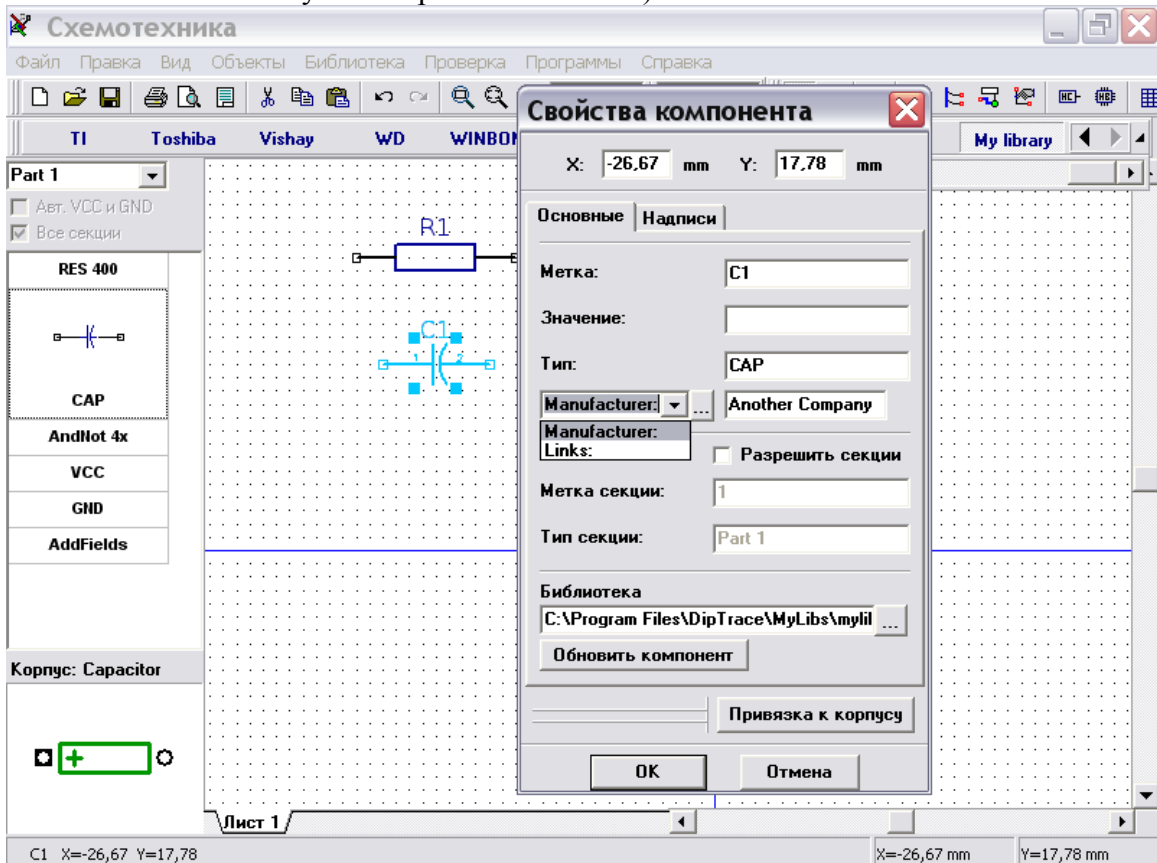 Схемотехника
Файл Правка Вид Объекты Библиотека Проверка Программы Справка
TI Toshiba Vishay WD My library
Part 1
Авт. VCC и GND
Все секции
RES 400
CAP
AndNot 4x
VCC
GND
AddFields
Корпус: Capacitor
R1
C1
1 2
Свойства компонента
X: -26,67 mm Y: 17,78 mm
Основные Надписи
Метка: C1
Значение:
Тип: CAP
Manufacturer: ... Another Company
Manufacturer:
Links:
Разрешить секции
Метка секции: 1
Тип секции: Part 1
Библиотека
C:\Program Files\DipTrace\MyLibs\mylil ...
Обновить компонент
Привязка к корпусу
OK Отмена
Лист 1
C1 X=-26,67 Y=17,78 X=-26,67 mm Y=17,78 mm